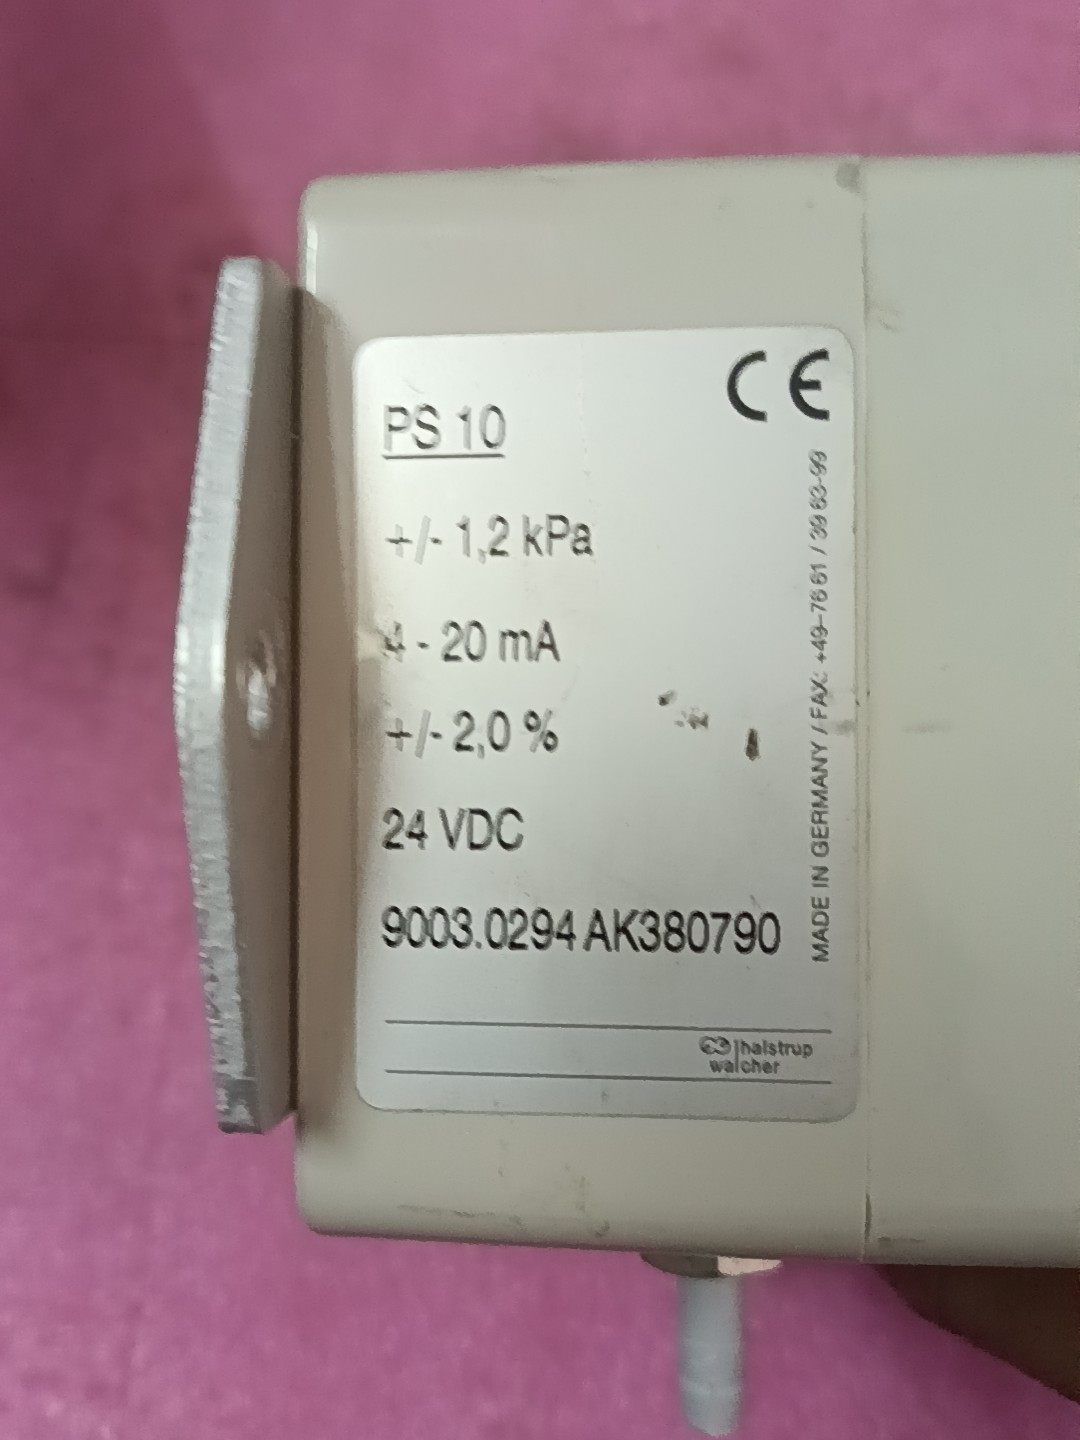 CE
PS 10
+/- 1,2 kPa
4 - 20 mA
+/- 2,0 %
24 VDC
9003.0294 AK380790
MADE IN GERMANY / FAX: +49-76 61 / 39 63-99
halstrup
walcher